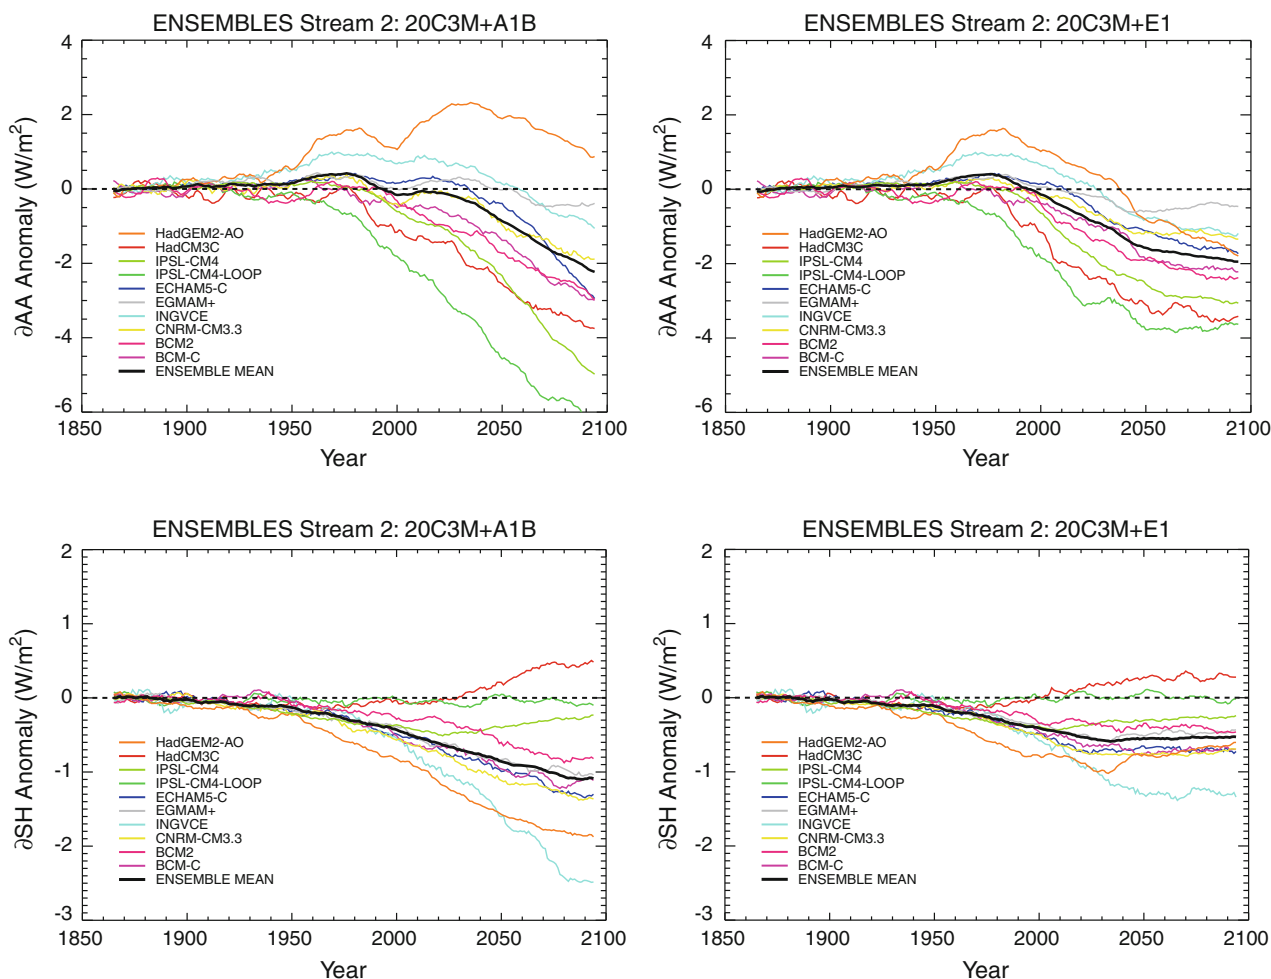 ENSEMBLES Stream 2: 20C3M+A1B
4
2
0
-2
-4
-6
∂AA Anomaly (W/m²)
HadGEM2-AO
HadCM3C
IPSL-CM4
IPSL-CM4-LOOP
ECHAM5-C
EGMAM+
INGVCE
CNRM-CM3.3
BCM2
BCM-C
ENSEMBLE MEAN
1850 1900 1950 2000 2050 2100
Year
ENSEMBLES Stream 2: 20C3M+E1
4
2
0
-2
-4
-6
∂AA Anomaly (W/m²)
HadGEM2-AO
HadCM3C
IPSL-CM4
IPSL-CM4-LOOP
ECHAM5-C
EGMAM+
INGVCE
CNRM-CM3.3
BCM2
BCM-C
ENSEMBLE MEAN
1850 1900 1950 2000 2050 2100
Year
ENSEMBLES Stream 2: 20C3M+A1B
2
1
0
-1
-2
-3
∂SH Anomaly (W/m²)
HadGEM2-AO
HadCM3C
IPSL-CM4
IPSL-CM4-LOOP
ECHAM5-C
EGMAM+
INGVCE
CNRM-CM3.3
BCM2
BCM-C
ENSEMBLE MEAN
1850 1900 1950 2000 2050 2100
Year
ENSEMBLES Stream 2: 20C3M+E1
2
1
0
-1
-2
-3
∂SH Anomaly (W/m²)
HadGEM2-AO
HadCM3C
IPSL-CM4
IPSL-CM4-LOOP
ECHAM5-C
EGMAM+
INGVCE
CNRM-CM3.3
BCM2
BCM-C
ENSEMBLE MEAN
1850 1900 1950 2000 2050 2100
Year